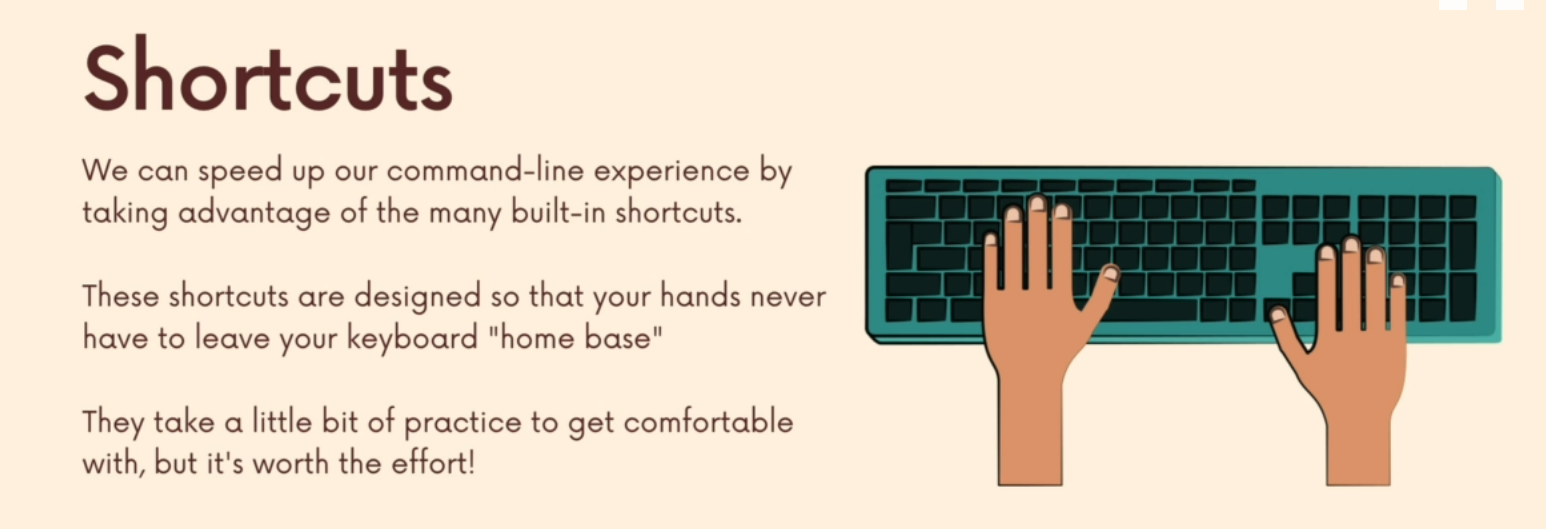 Shortcuts
We can speed up our command-line experience by
taking advantage of the many built-in shortcuts.
These shortcuts are designed so that your hands never
have to leave your keyboard "home base"
They take a little bit of practice to get comfortable
with, but it's worth the effort!